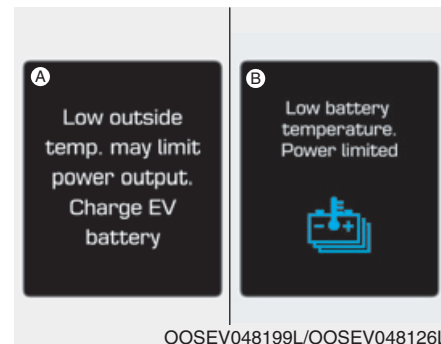 A
Low outside
temp. may limit
power output.
Charge EV
battery
B
Low battery
temperature.
Power limited
OOSEV048199L/OOSEV048126L